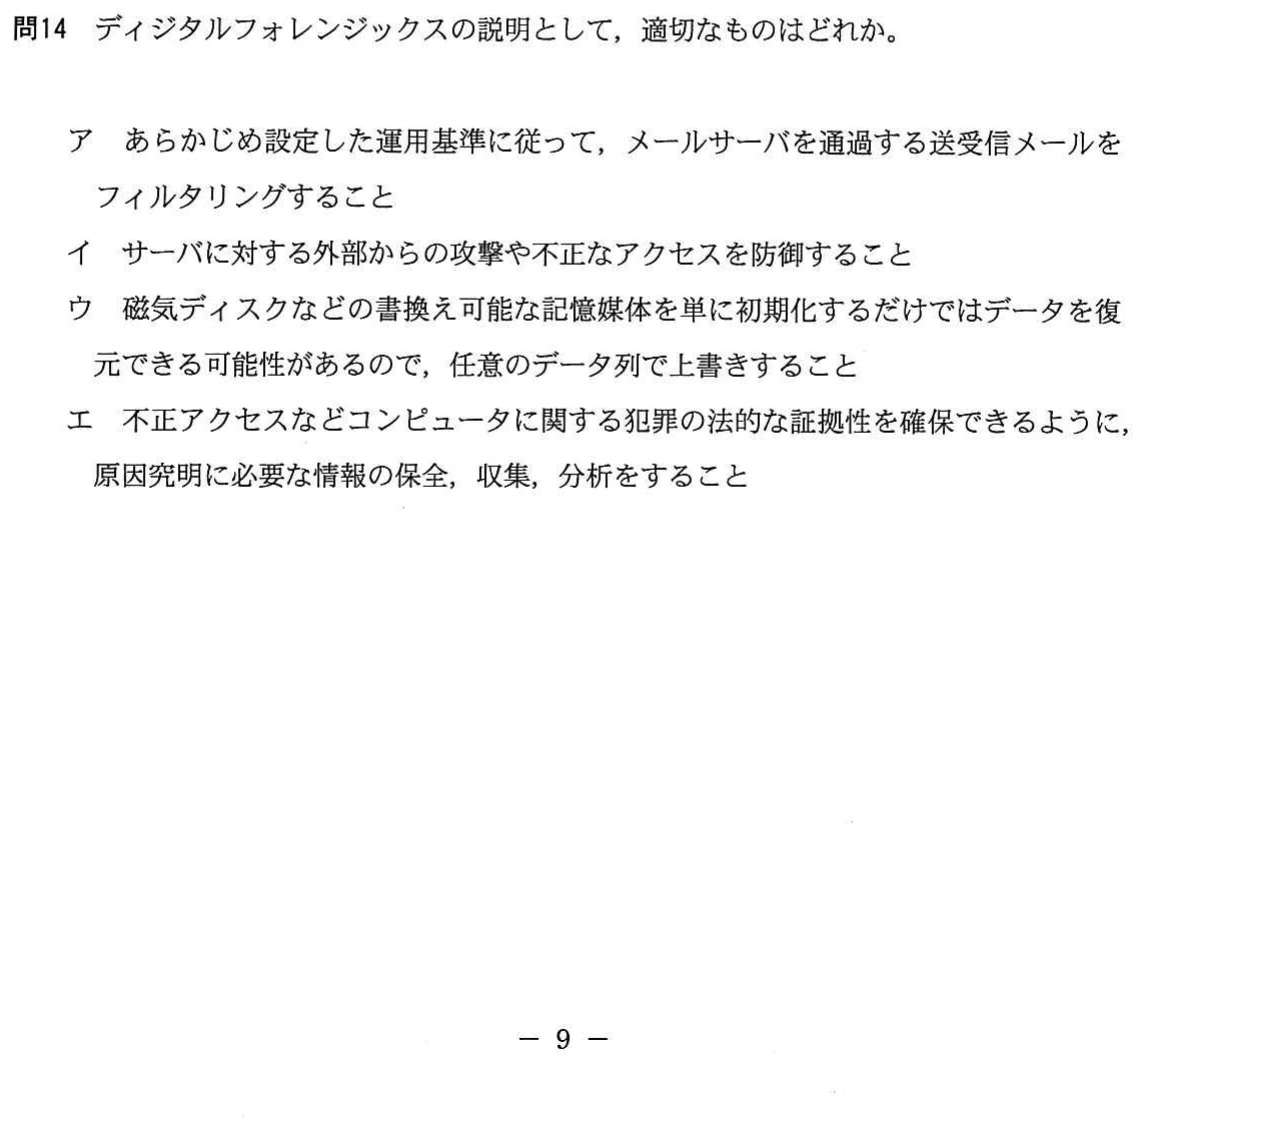 問14 ディジタルフォレンジックスの説明として，適切なものはどれか。
ア あらかじめ設定した運用基準に従って，メールサーバを通過する送受信メールを
フィルタリングすること
イ サーバに対する外部からの攻撃や不正なアクセスを防御すること
ウ 磁気ディスクなどの書換え可能な記憶媒体を単に初期化するだけではデータを復
元できる可能性があるので，任意のデータ列で上書きすること
エ 不正アクセスなどコンピュータに関する犯罪の法的な証拠性を確保できるように，
原因究明に必要な情報の保全，収集，分析をすること
－ 9 －